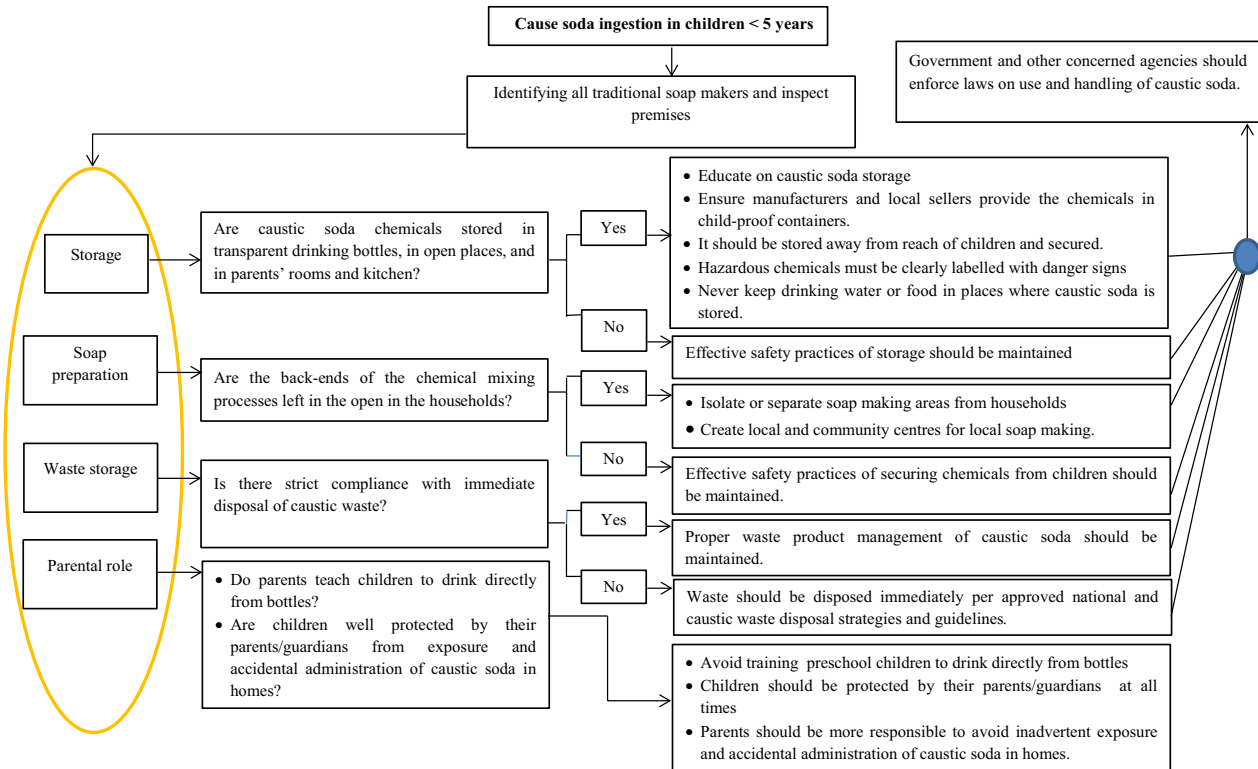 Cause soda ingestion in children < 5 years
Government and other concerned agencies should
enforce laws on use and handling of caustic soda.
Identifying all traditional soap makers and inspect
premises
Storage
Are caustic soda chemicals stored in
transparent drinking bottles, in open places, and
in parents' rooms and kitchen?
Yes
• Educate on caustic soda storage
• Ensure manufacturers and local sellers provide the chemicals in
child-proof containers.
• It should be stored away from reach of children and secured.
• Hazardous chemicals must be clearly labelled with danger signs
• Never keep drinking water or food in places where caustic soda is
stored.
No
Effective safety practices of storage should be maintained
Soap
preparation
Are the back-ends of the chemical mixing
processes left in the open in the households?
Yes
• Isolate or separate soap making areas from households
• Create local and community centres for local soap making.
No
Effective safety practices of securing chemicals from children should
be maintained.
Waste storage
Is there strict compliance with immediate
disposal of caustic waste?
Yes
Proper waste product management of caustic soda should be
maintained.
No
Waste should be disposed immediately per approved national and
caustic waste disposal strategies and guidelines.
Parental role
• Do parents teach children to drink directly
from bottles?
• Are children well protected by their
parents/guardians from exposure and
accidental administration of caustic soda in
homes?
• Avoid training preschool children to drink directly from bottles
• Children should be protected by their parents/guardians at all
times
• Parents should be more responsible to avoid inadvertent exposure
and accidental administration of caustic soda in homes.